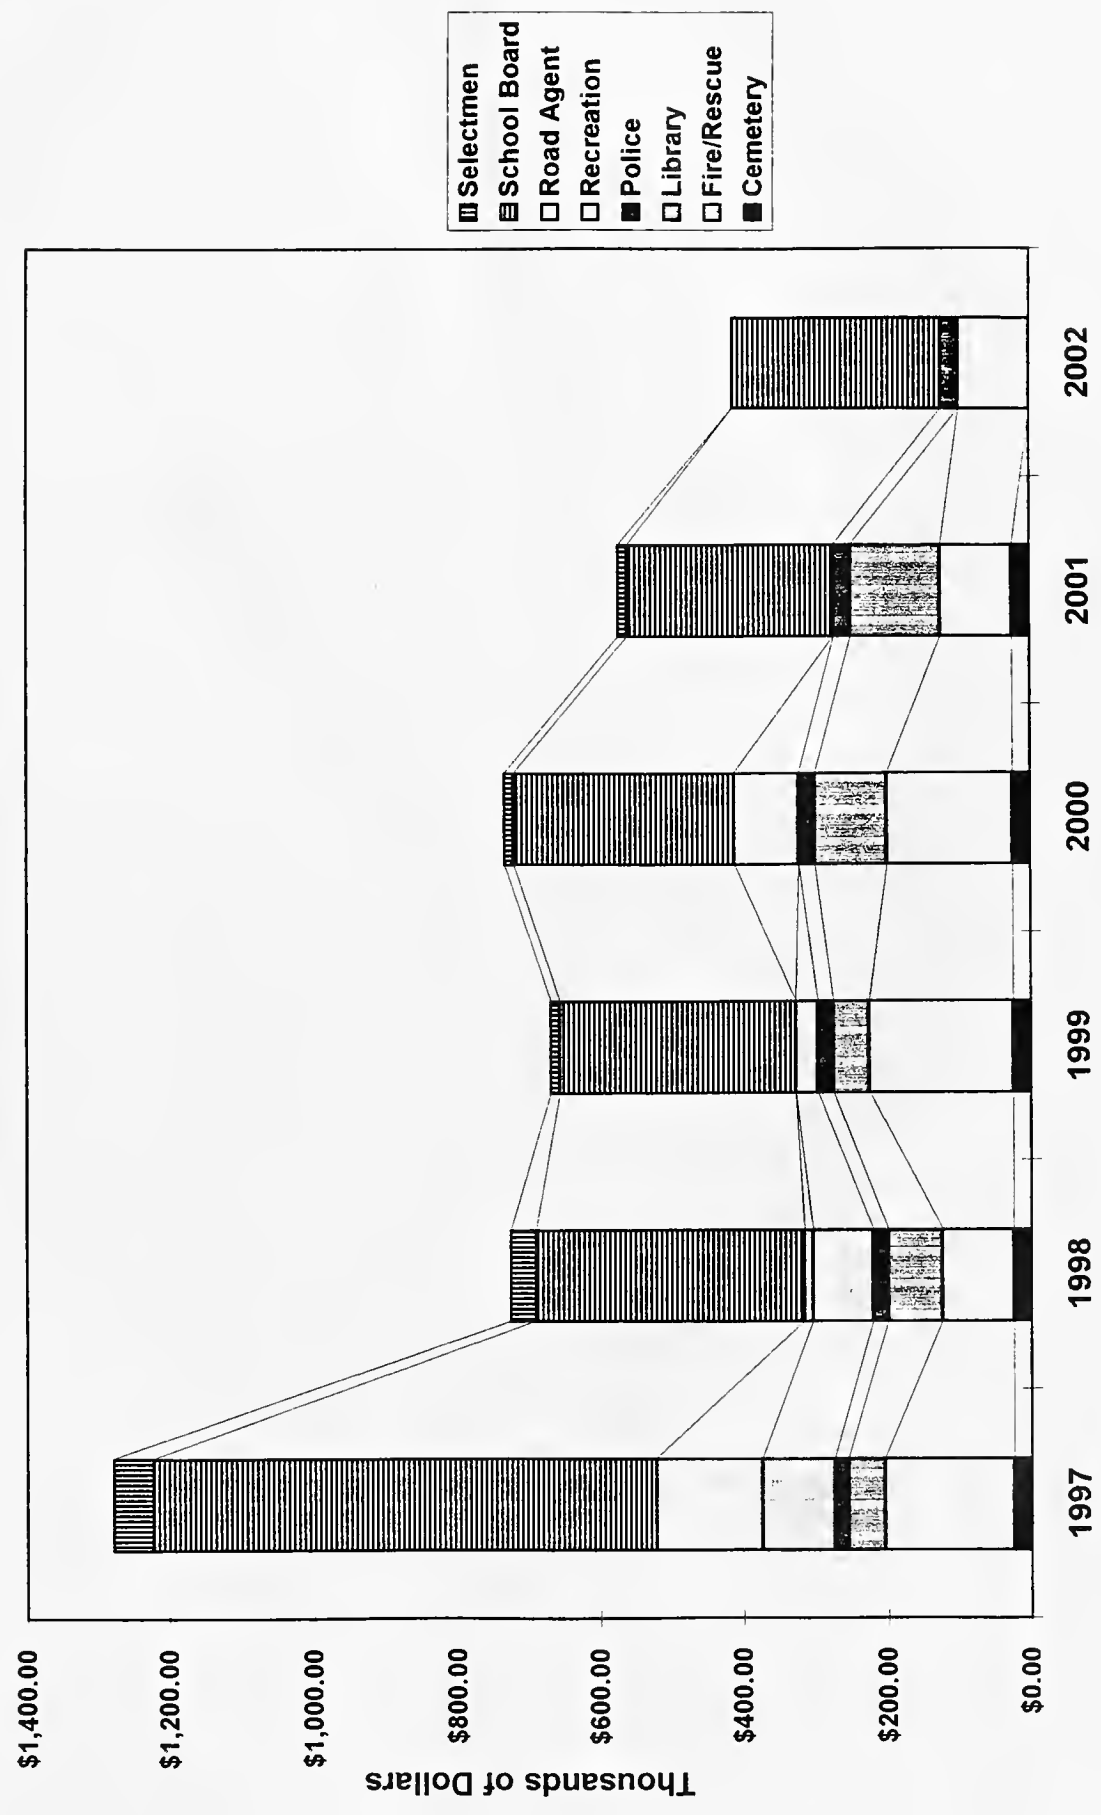 $1,400.00
$1,200.00
$1,000.00
$800.00
$600.00
$400.00
$200.00
$0.00
Thousands of Dollars
1997
1998
1999
2000
2001
2002
Selectmen
School Board
Road Agent
Recreation
Police
Library
Fire/Rescue
Cemetery